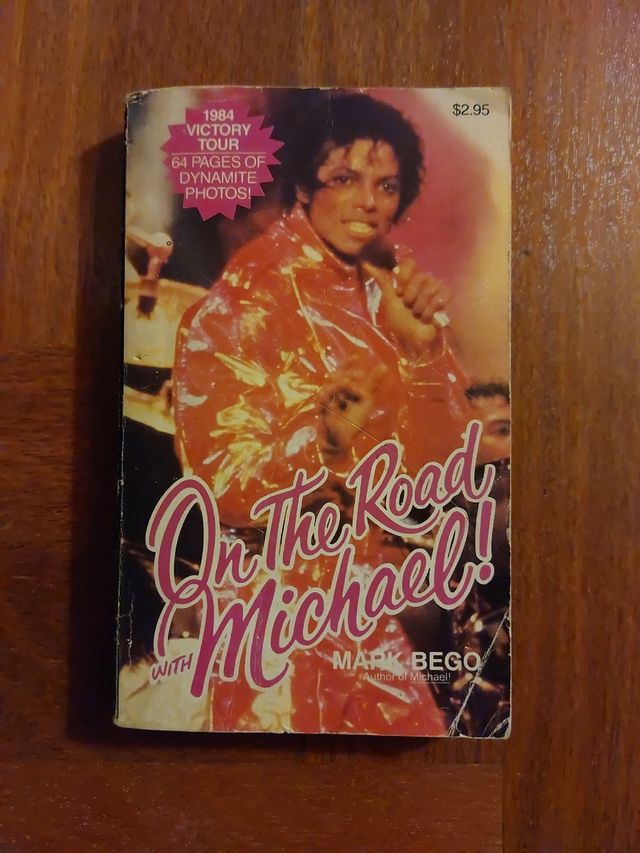 $2.95
1984
VICTORY
TOUR
64 PAGES OF
DYNAMITE
PHOTOS!
On The Road
WITH Michael!
MARK BEGO
Author of Michael!